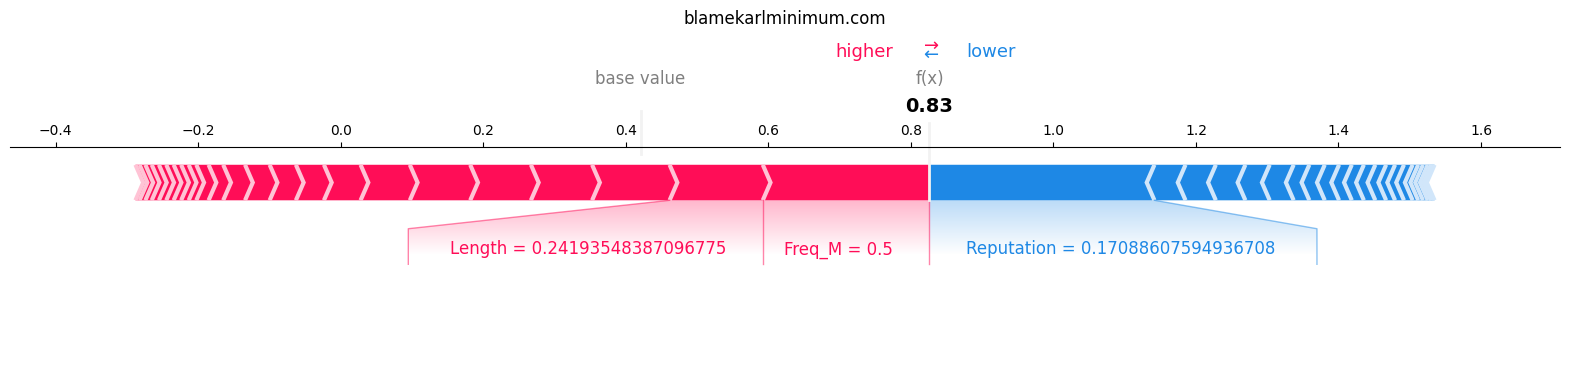 blamekarlminimum.com
higher → ← lower
base value f(x)
0.83
−0.4 −0.2 0.0 0.2 0.4 0.6 0.8 1.0 1.2 1.4 1.6
Length = 0.24193548387096775 Freq_M = 0.5 Reputation = 0.17088607594936708